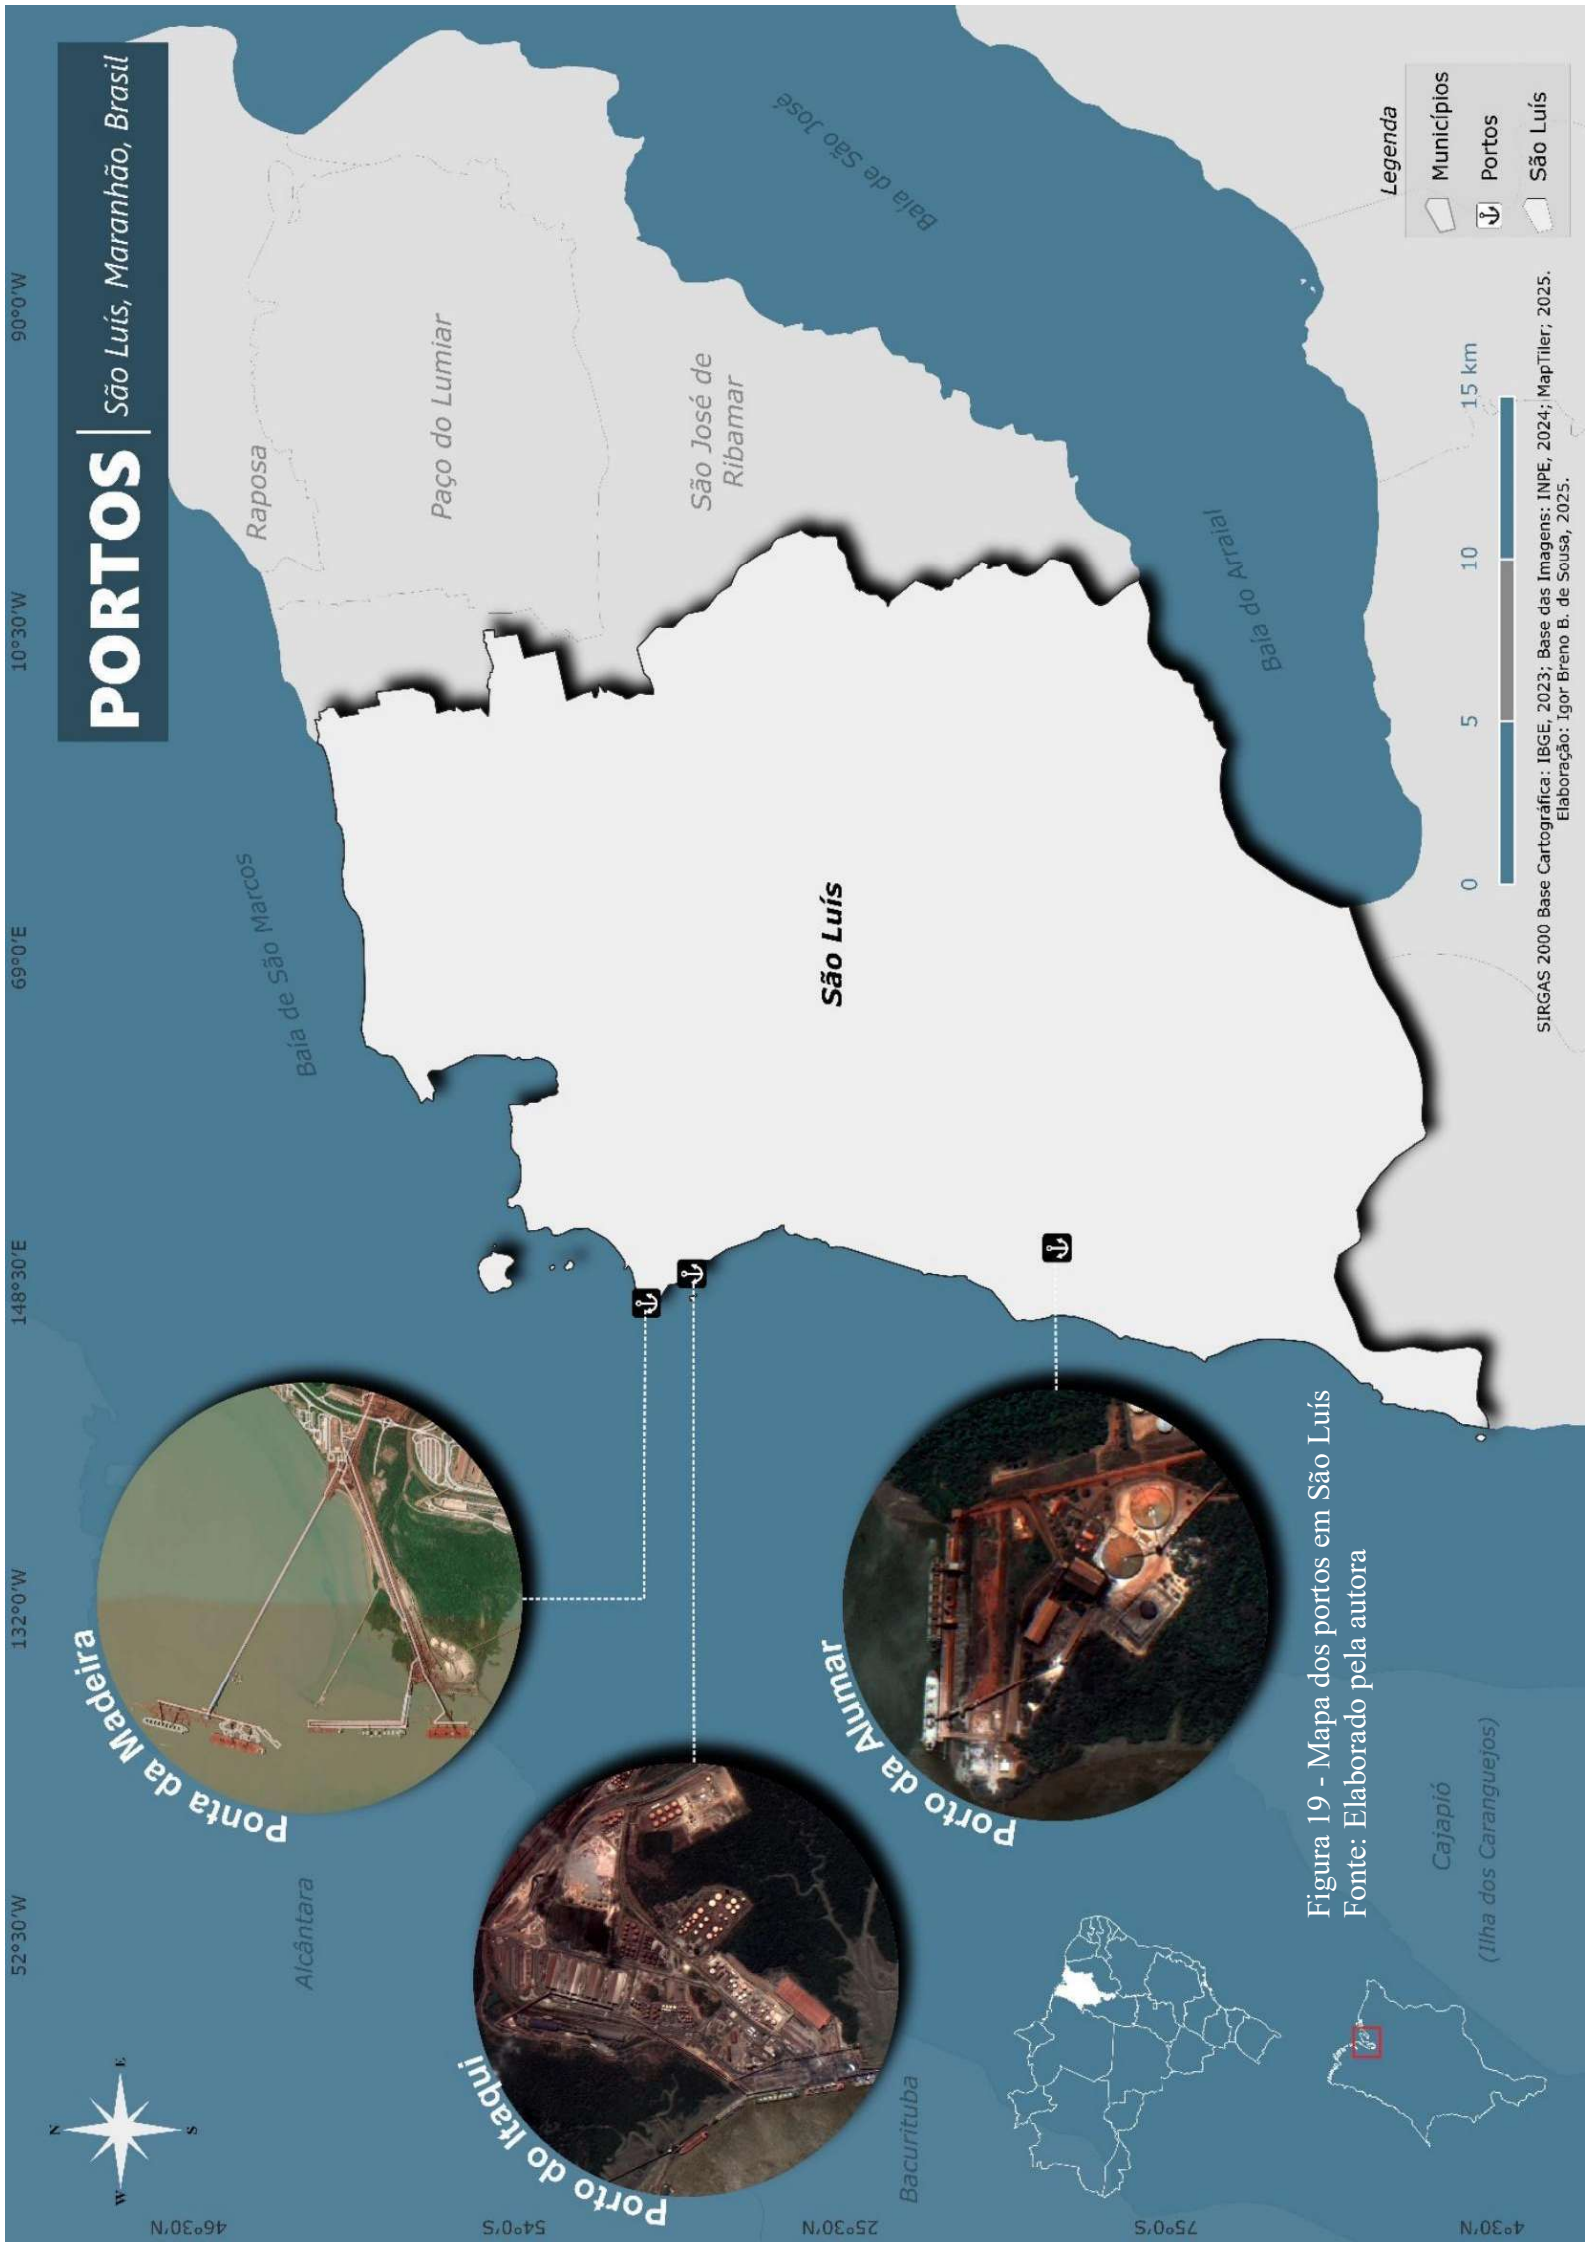 PORTOS | São Luís, Maranhão, Brasil
52°30'W
132°0'W
148°30'E
69°0'E
10°30'W
90°0'W
46°30'N
54°0'S
25°30'N
75°0'S
4°30'N
N
W
E
S
Ponta da Madeira
Porto do Itaqui
Porto da Alumar
Alcântara
Bacurituba
Cajapió
(Ilha dos Caranguejos)
Baía de São Marcos
Raposa
Paço do Lumiar
São José de
Ribamar
São Luís
Baía de São José
Baía do Arraial
Legenda
Municípios
Portos
São Luís
0
5
10
15 km
SIRGAS 2000 Base Cartográfica: IBGE, 2023; Base das Imagens: INPE, 2024; MapTiler; 2025.
Elaboração: Igor Breno B. de Sousa, 2025.
Figura 19 - Mapa dos portos em São Luís
Fonte: Elaborado pela autora